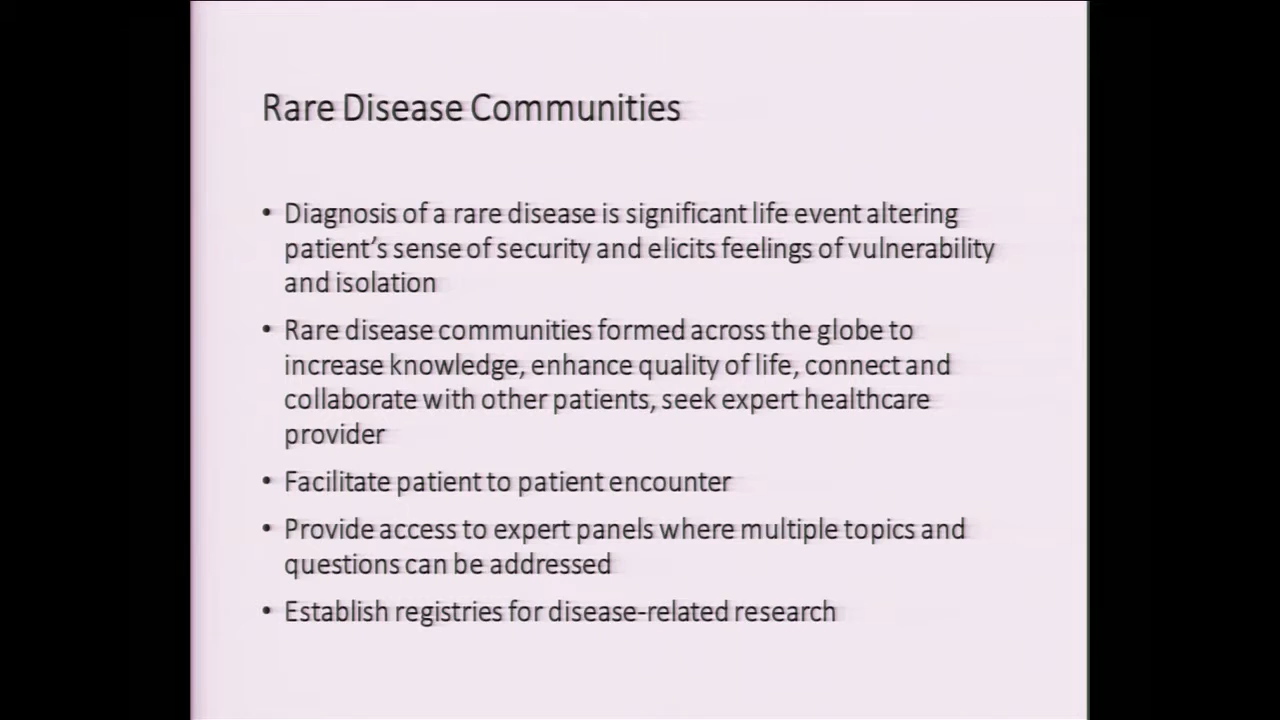 Rare Disease Communities
• Diagnosis of a rare disease is significant life event altering
patient’s sense of security and elicits feelings of vulnerability
and isolation
• Rare disease communities formed across the globe to
increase knowledge, enhance quality of life, connect and
collaborate with other patients, seek expert healthcare
provider
• Facilitate patient to patient encounter
• Provide access to expert panels where multiple topics and
questions can be addressed
• Establish registries for disease-related research